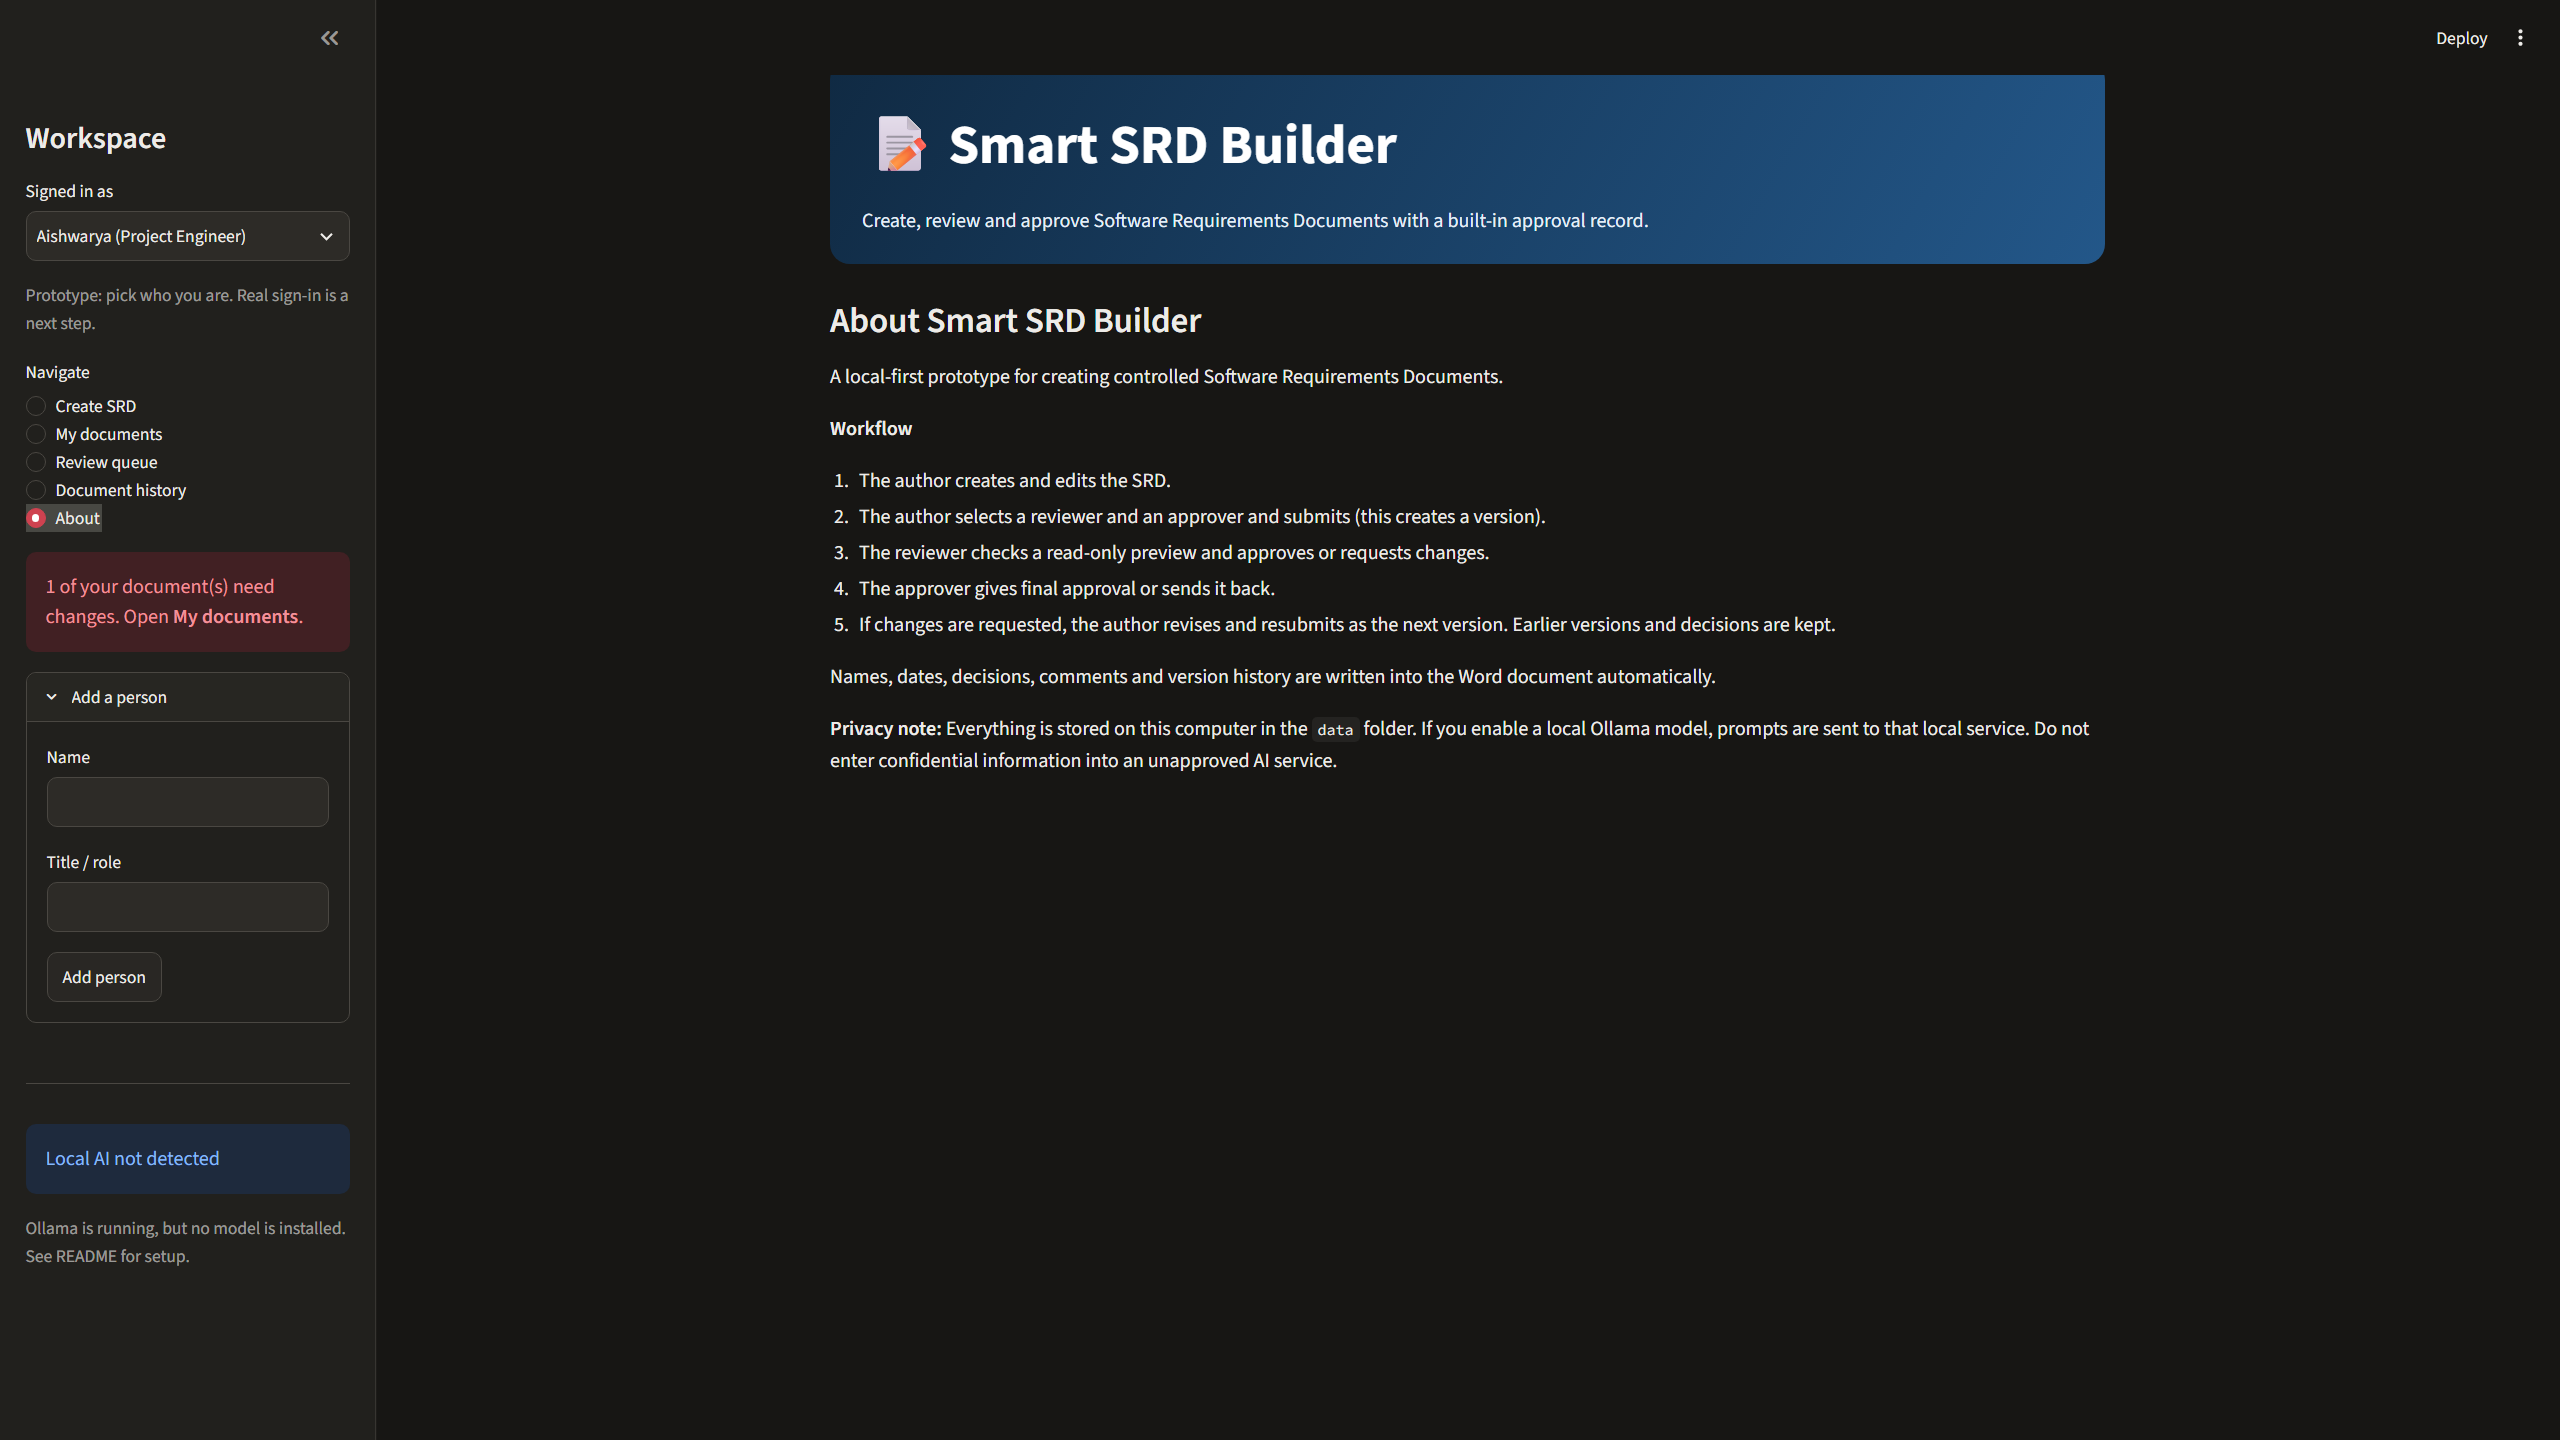 Deploy
Workspace
Signed in as
Aishwarya (Project Engineer)
Prototype: pick who you are. Real sign-in is a
next step.
Navigate
Create SRD
My documents
Review queue
Document history
About
1 of your document(s) need
changes. Open My documents.
Add a person
Name
Title / role
Add person
Local AI not detected
Ollama is running, but no model is installed.
See README for setup.
Smart SRD Builder
Create, review and approve Software Requirements Documents with a built-in approval record.
About Smart SRD Builder
A local-first prototype for creating controlled Software Requirements Documents.
Workflow
1. The author creates and edits the SRD.
2. The author selects a reviewer and an approver and submits (this creates a version).
3. The reviewer checks a read-only preview and approves or requests changes.
4. The approver gives final approval or sends it back.
5. If changes are requested, the author revises and resubmits as the next version. Earlier versions and decisions are kept.
Names, dates, decisions, comments and version history are written into the Word document automatically.
Privacy note: Everything is stored on this computer in the data folder. If you enable a local Ollama model, prompts are sent to that local service. Do not
enter confidential information into an unapproved AI service.